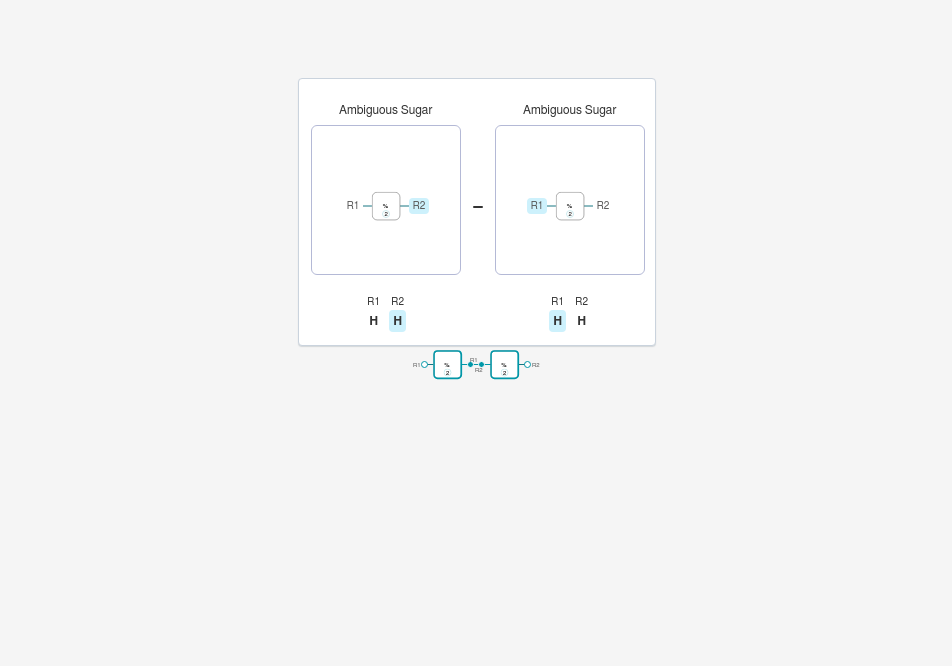 Ambiguous Sugar Ambiguous Sugar
R1 % 2 R2 – R1 % 2 R2
R1 R2 R1 R2
H H H H
R1 % 2 R1 R2 % 2 R2